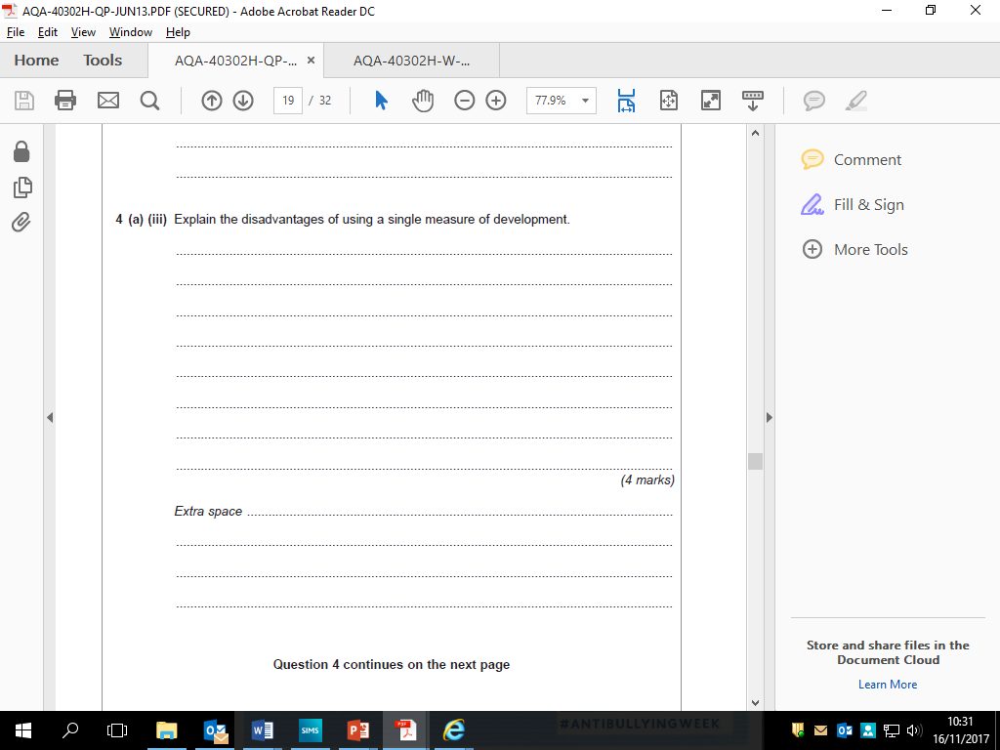 AQA-40302H-QP-JUN13.PDF (SECURED) - Adobe Acrobat Reader DC
File Edit View Window Help
Home Tools AQA-40302H-QP-... × AQA-40302H-W-...
19 / 32 77.9%
Comment
Fill & Sign
More Tools
4 (a) (iii) Explain the disadvantages of using a single measure of development.
(4 marks)
Extra space
Question 4 continues on the next page
Store and share files in the
Document Cloud
Learn More
#ANTIBULLYINGWEEK
SIMS
10:31
16/11/2017